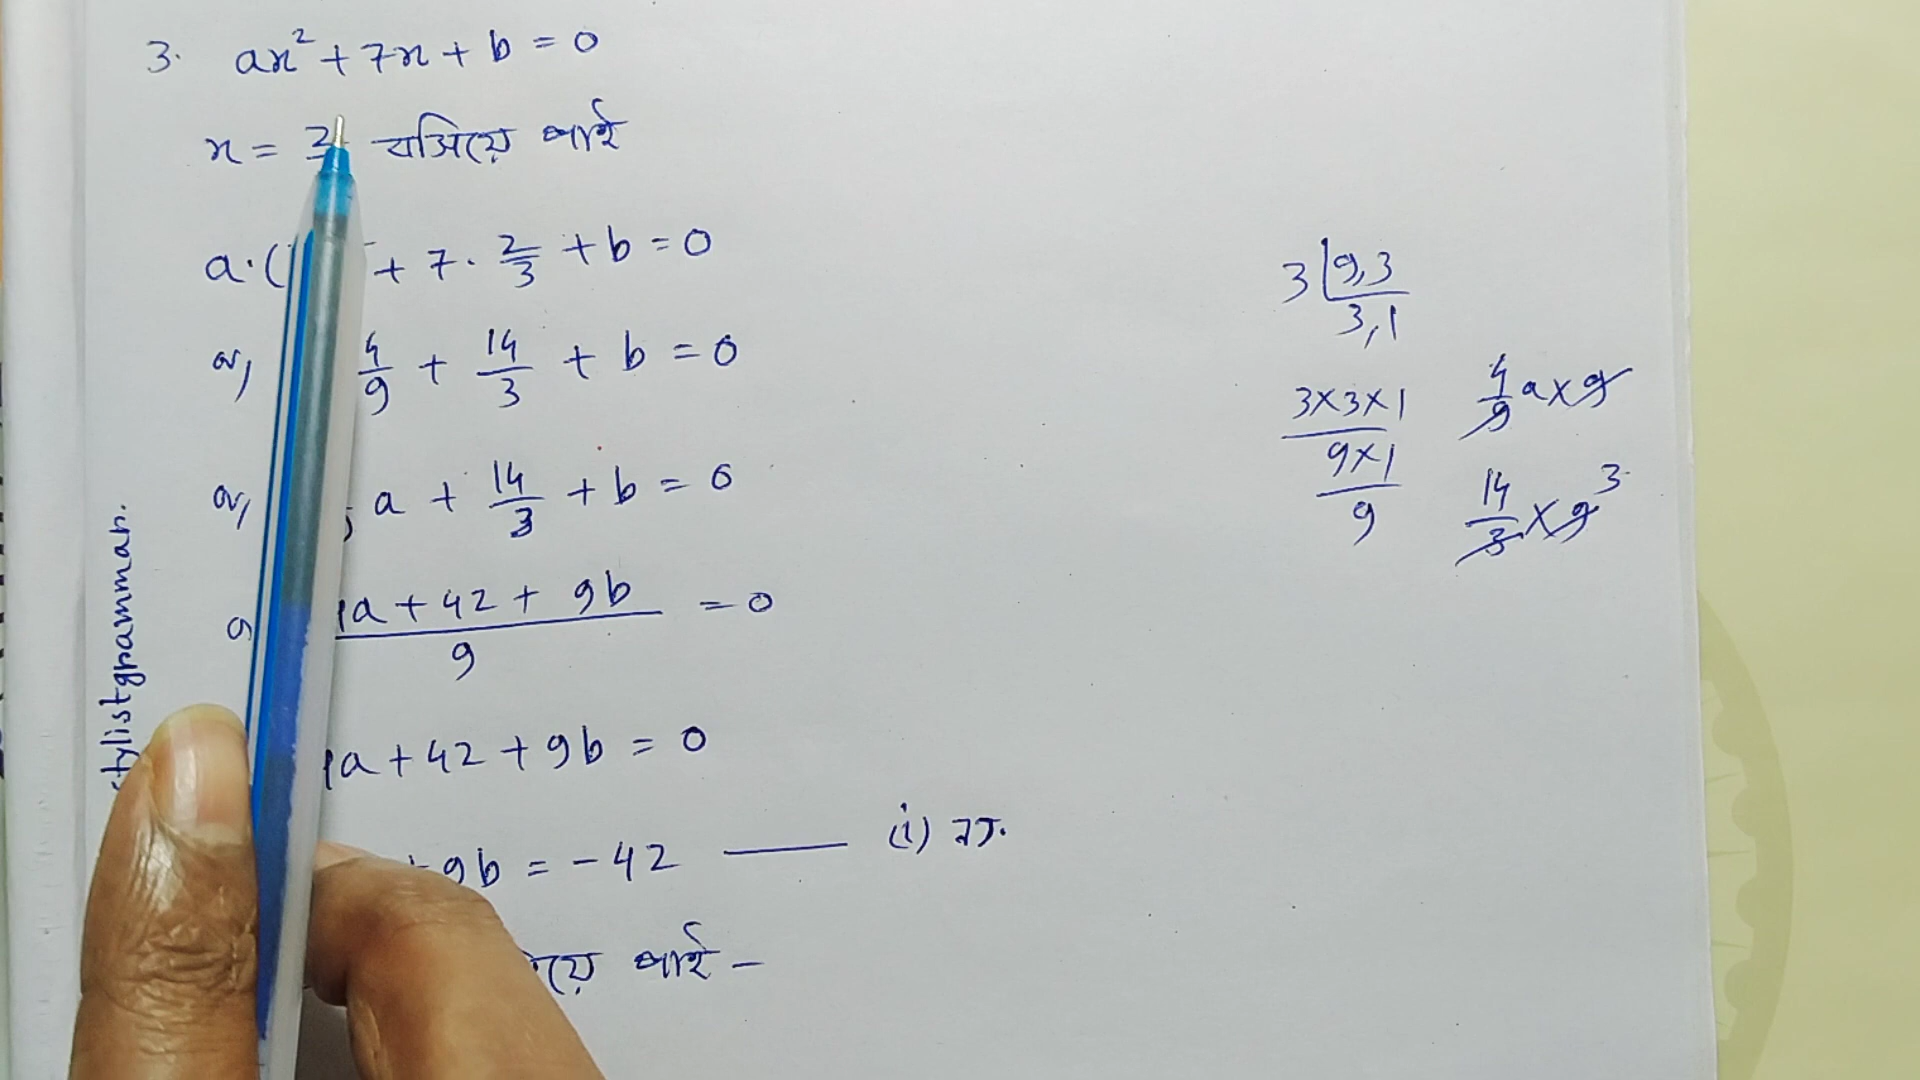 3. ax² + 7x + b = 0
x = 2 বসিয়ে পাই
a·( + 7 · 2/3 + b = 0
বা, 4/9 + 14/3 + b = 0
বা, a + 14/3 + b = 0
a + 42 + 9b / 9 = 0
a + 42 + 9b = 0
+ 9b = -42 —— (i) নং.
য়ে পাই –
3 | 9, 3
3, 1
3×3×1
9×1
9
4/9 a × 9
14/3 × 9 3
stylistgrammar.